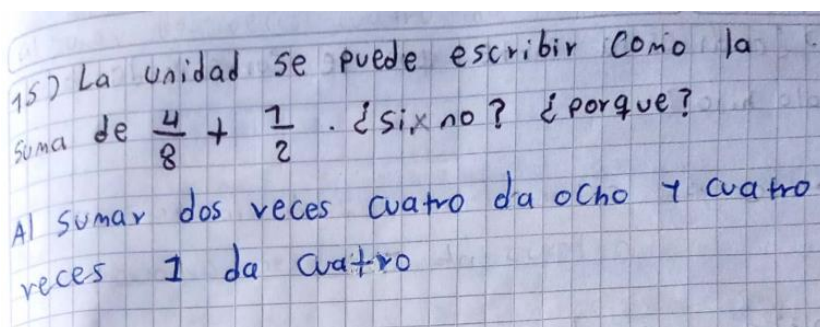 15) La unidad se puede escribir como la
suma de 4/8 + 1/2 . ¿six no? ¿porque?
Al sumar dos veces cuatro da ocho y cuatro
veces 1 da cuatro